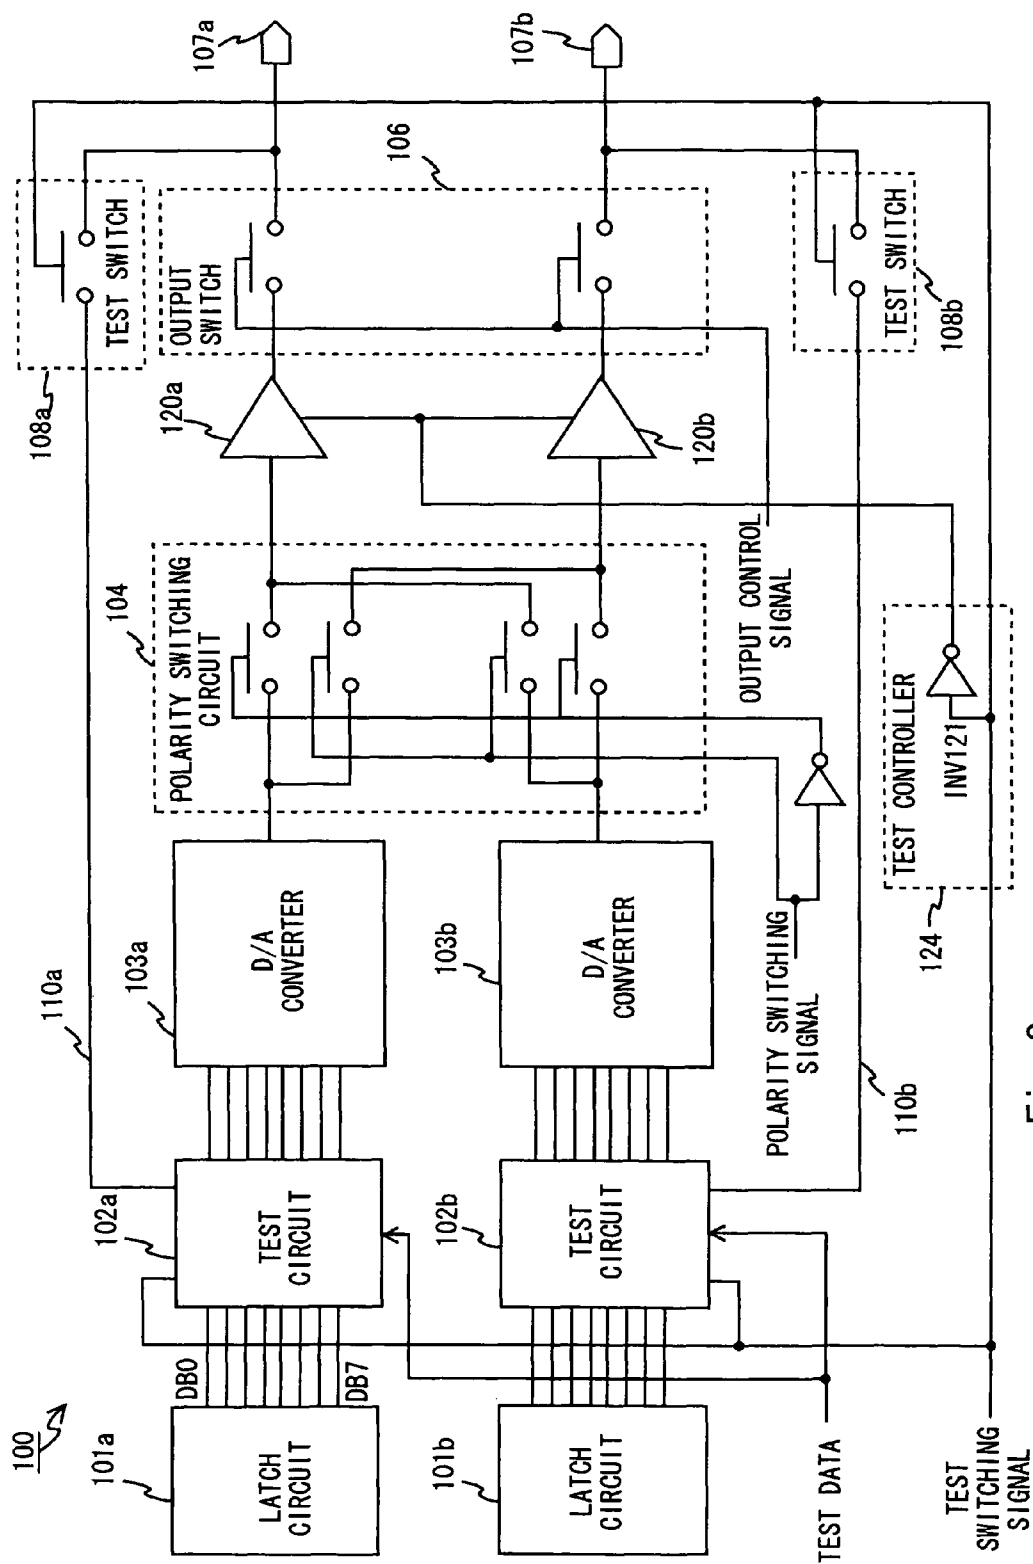 100
101a
LATCH
CIRCUIT
DB0
DB7
102a
TEST
CIRCUIT
110a
103a
D/A
CONVERTER
104
POLARITY SWITCHING
CIRCUIT
120a
108a
TEST SWITCH
OUTPUT
SWITCH
106
107a
101b
LATCH
CIRCUIT
102b
TEST
CIRCUIT
103b
D/A
CONVERTER
120b
107b
TEST SWITCH
108b
OUTPUT CONTROL
SIGNAL
POLARITY SWITCHING
SIGNAL
110b
TEST CONTROLLER
INV121
124
TEST DATA
TEST
SWITCHING
SIGNAL